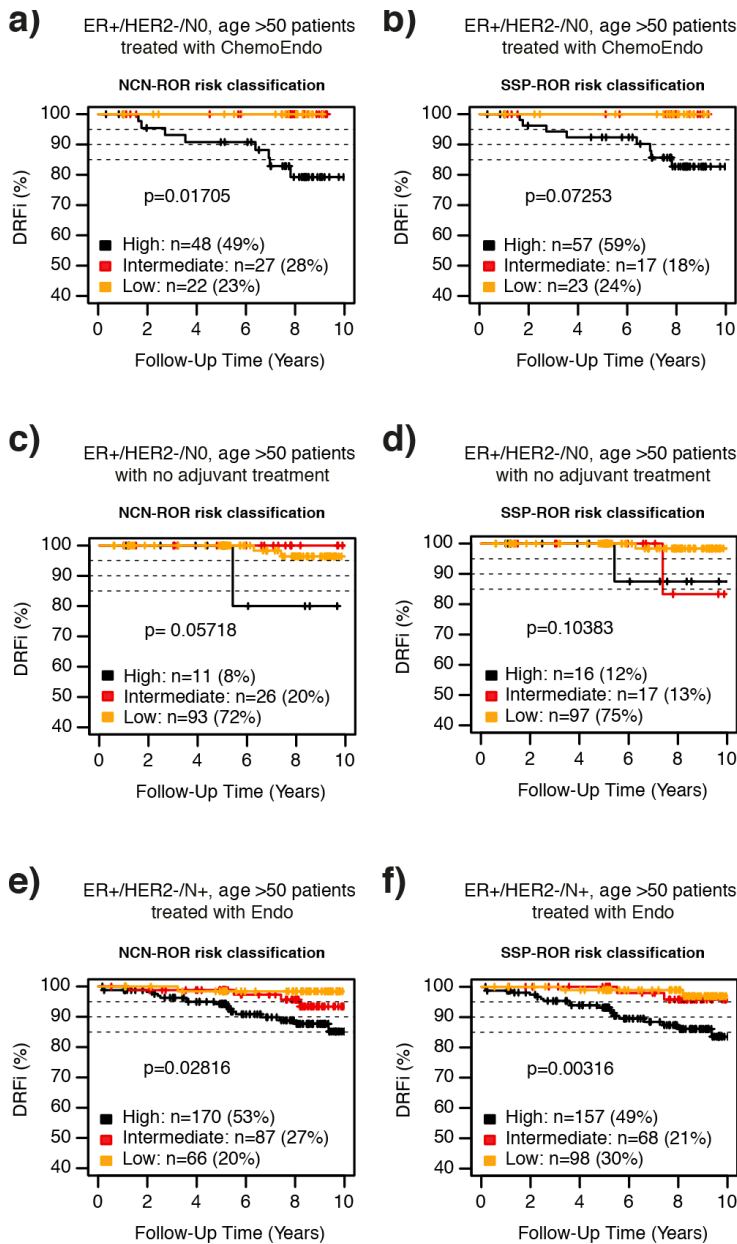 a)
ER+/HER2-/N0, age >50 patients
treated with ChemoEndo
NCN-ROR risk classification
100
90
80
70
60
50
40
DRFi (%)
p=0.01705
High: n=48 (49%)
Intermediate: n=27 (28%)
Low: n=22 (23%)
0 2 4 6 8 10
Follow-Up Time (Years)
b)
ER+/HER2-/N0, age >50 patients
treated with ChemoEndo
SSP-ROR risk classification
100
90
80
70
60
50
40
DRFi (%)
p=0.07253
High: n=57 (59%)
Intermediate: n=17 (18%)
Low: n=23 (24%)
0 2 4 6 8 10
Follow-Up Time (Years)
c)
ER+/HER2-/N0, age >50 patients
with no adjuvant treatment
NCN-ROR risk classification
100
90
80
70
60
50
40
DRFi (%)
p= 0.05718
High: n=11 (8%)
Intermediate: n=26 (20%)
Low: n=93 (72%)
0 2 4 6 8 10
Follow-Up Time (Years)
d)
ER+/HER2-/N0, age >50 patients
with no adjuvant treatment
SSP-ROR risk classification
100
90
80
70
60
50
40
DRFi (%)
p=0.10383
High: n=16 (12%)
Intermediate: n=17 (13%)
Low: n=97 (75%)
0 2 4 6 8 10
Follow-Up Time (Years)
e)
ER+/HER2-/N+, age >50 patients
treated with Endo
NCN-ROR risk classification
100
90
80
70
60
50
40
DRFi (%)
p=0.02816
High: n=170 (53%)
Intermediate: n=87 (27%)
Low: n=66 (20%)
0 2 4 6 8 10
Follow-Up Time (Years)
f)
ER+/HER2-/N+, age >50 patients
treated with Endo
SSP-ROR risk classification
100
90
80
70
60
50
40
DRFi (%)
p=0.00316
High: n=157 (49%)
Intermediate: n=68 (21%)
Low: n=98 (30%)
0 2 4 6 8 10
Follow-Up Time (Years)